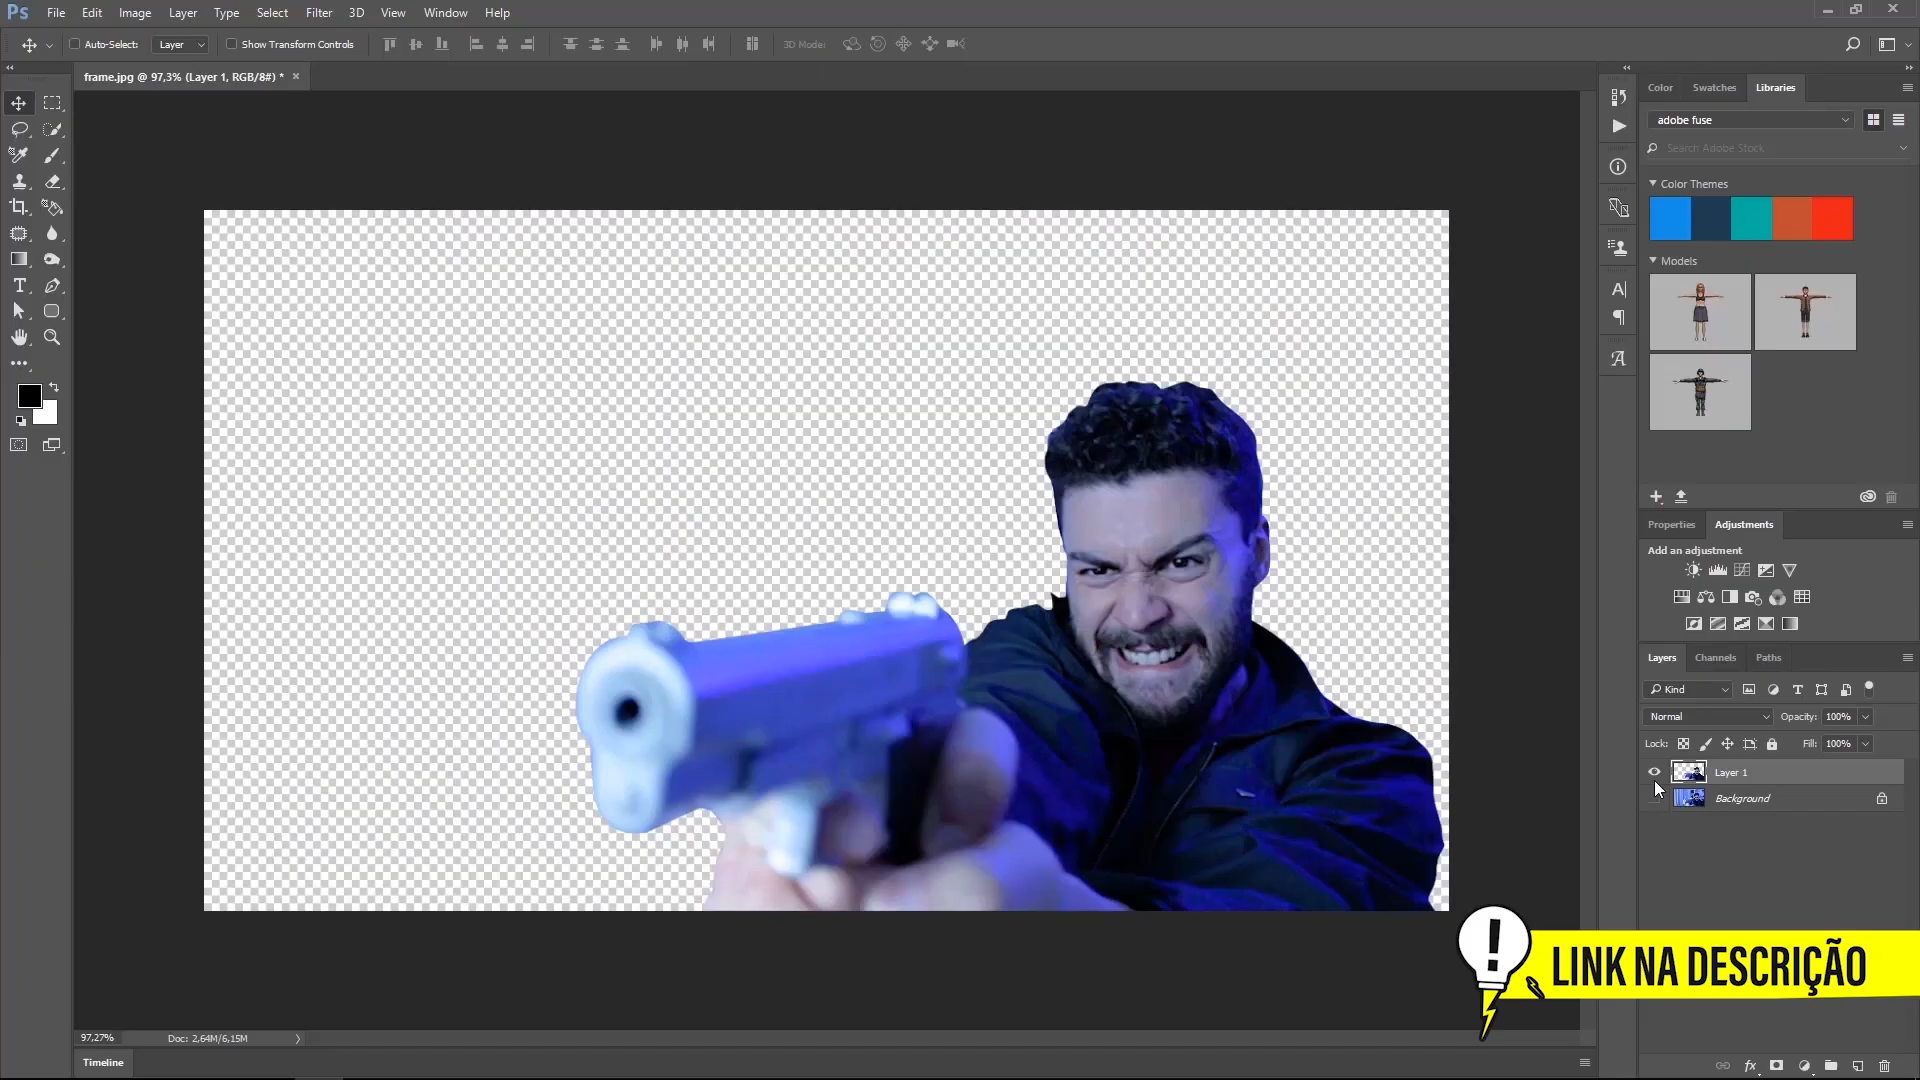 Ps File Edit Image Layer Type Select Filter 3D View Window Help
Auto-Select: Layer Show Transform Controls 3D Mode:
frame.jpg @ 97,3% (Layer 1, RGB/8#) * ×
Color Swatches Libraries
adobe fuse
Search Adobe Stock
Color Themes
Models
Properties Adjustments
Add an adjustment
Layers Channels Paths
Kind
Normal Opacity: 100%
Lock: Fill: 100%
Layer 1
Background
LINK NA DESCRIÇÃO
97,27% Doc: 2,64M/6,15M
Timeline
fx